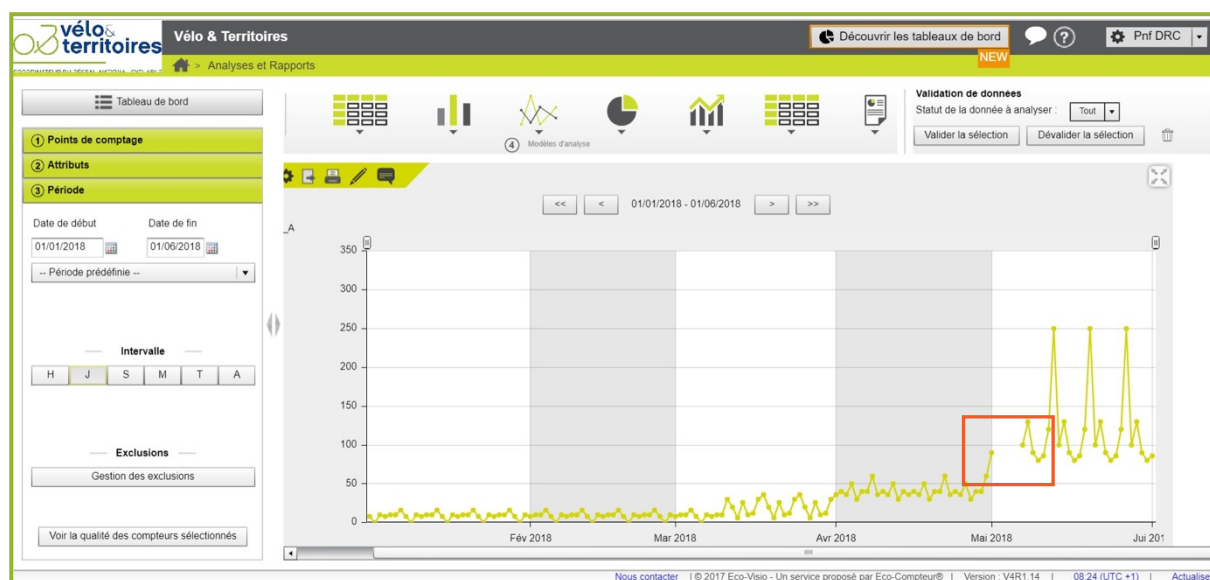 vélo&
territoires
Vélo & Territoires
Découvrir les tableaux de bord
NEW
?
Pnf DRC
> Analyses et Rapports
Tableau de bord
1 Points de comptage
2 Attributs
3 Période
Date de début Date de fin
01/01/2018 01/06/2018
-- Période prédéfinie --
Intervalle
H J S M T A
Exclusions
Gestion des exclusions
Voir la qualité des compteurs sélectionnés
4 Modèles d'analyse
Validation de données
Statut de la donnée à analyser : Tout
Valider la sélection Dévalider la sélection
<< < 01/01/2018 - 01/06/2018 > >>
_A
350
300
250
200
150
100
50
0
Fév 2018 Mar 2018 Avr 2018 Mai 2018 Jui 201
Nous contacter | © 2017 Eco-Visio - Un service proposé par Eco-Compteur® | Version : V4R1.14 | 08:24 (UTC +1) | Actualise